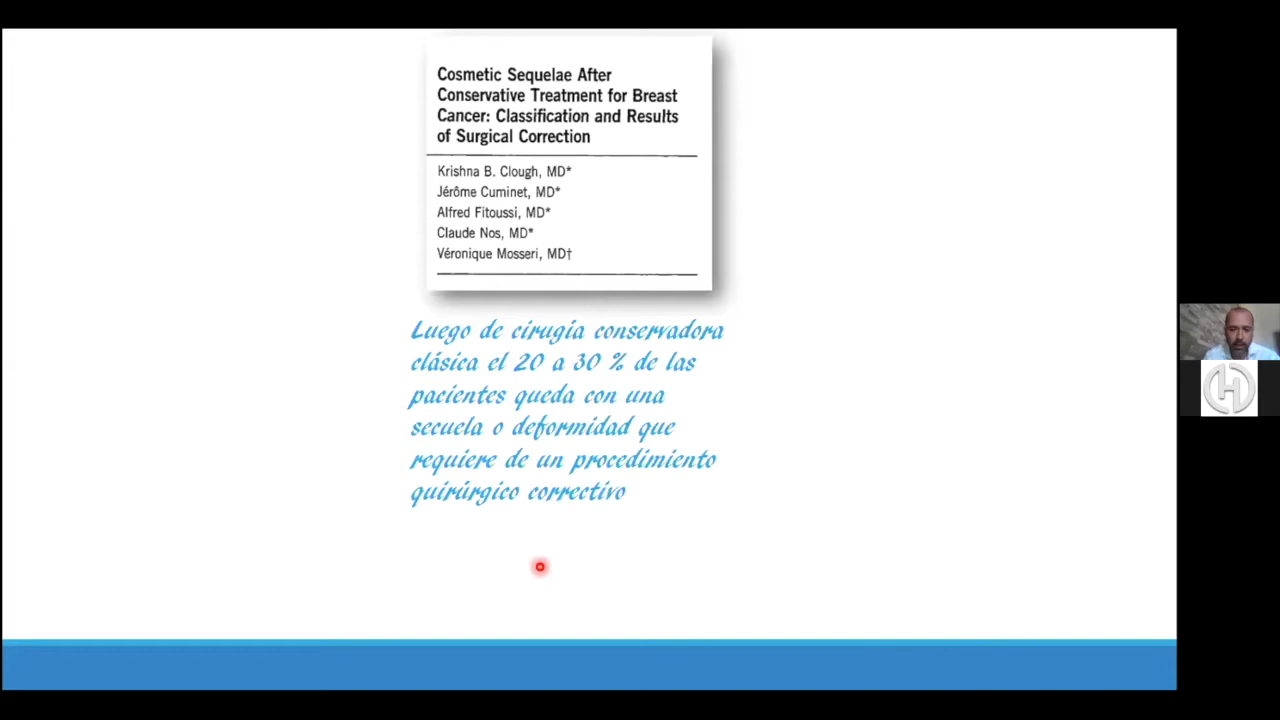 Cosmetic Sequelae After
Conservative Treatment for Breast
Cancer: Classification and Results
of Surgical Correction
Krishna B. Clough, MD*
Jérôme Cuminet, MD*
Alfred Fitoussi, MD*
Claude Nos, MD*
Véronique Mosseri, MD†
Luego de cirugía conservadora
clásica el 20 a 30 % de las
pacientes queda con una
secuela o deformidad que
requiere de un procedimiento
quirúrgico correctivo